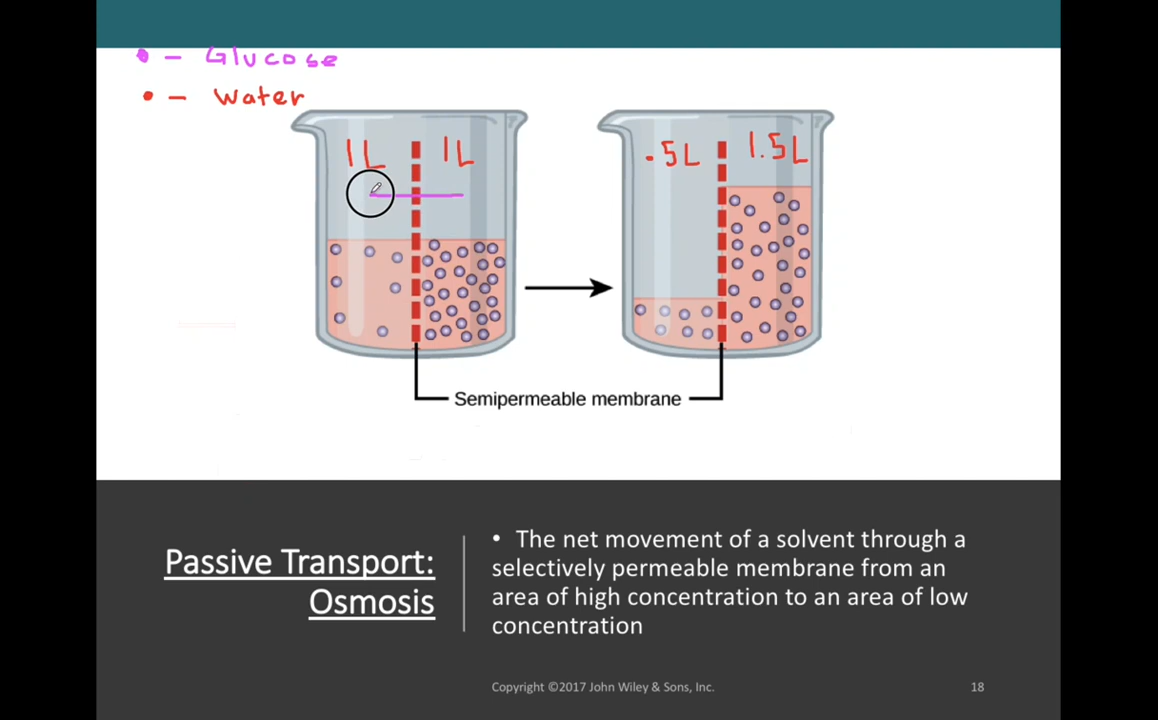 • – Glucose
• – Water
1L 1L
.5L 1.5L
Semipermeable membrane
Passive Transport:
Osmosis
• The net movement of a solvent through a
selectively permeable membrane from an
area of high concentration to an area of low
concentration
Copyright ©2017 John Wiley & Sons, Inc. 18